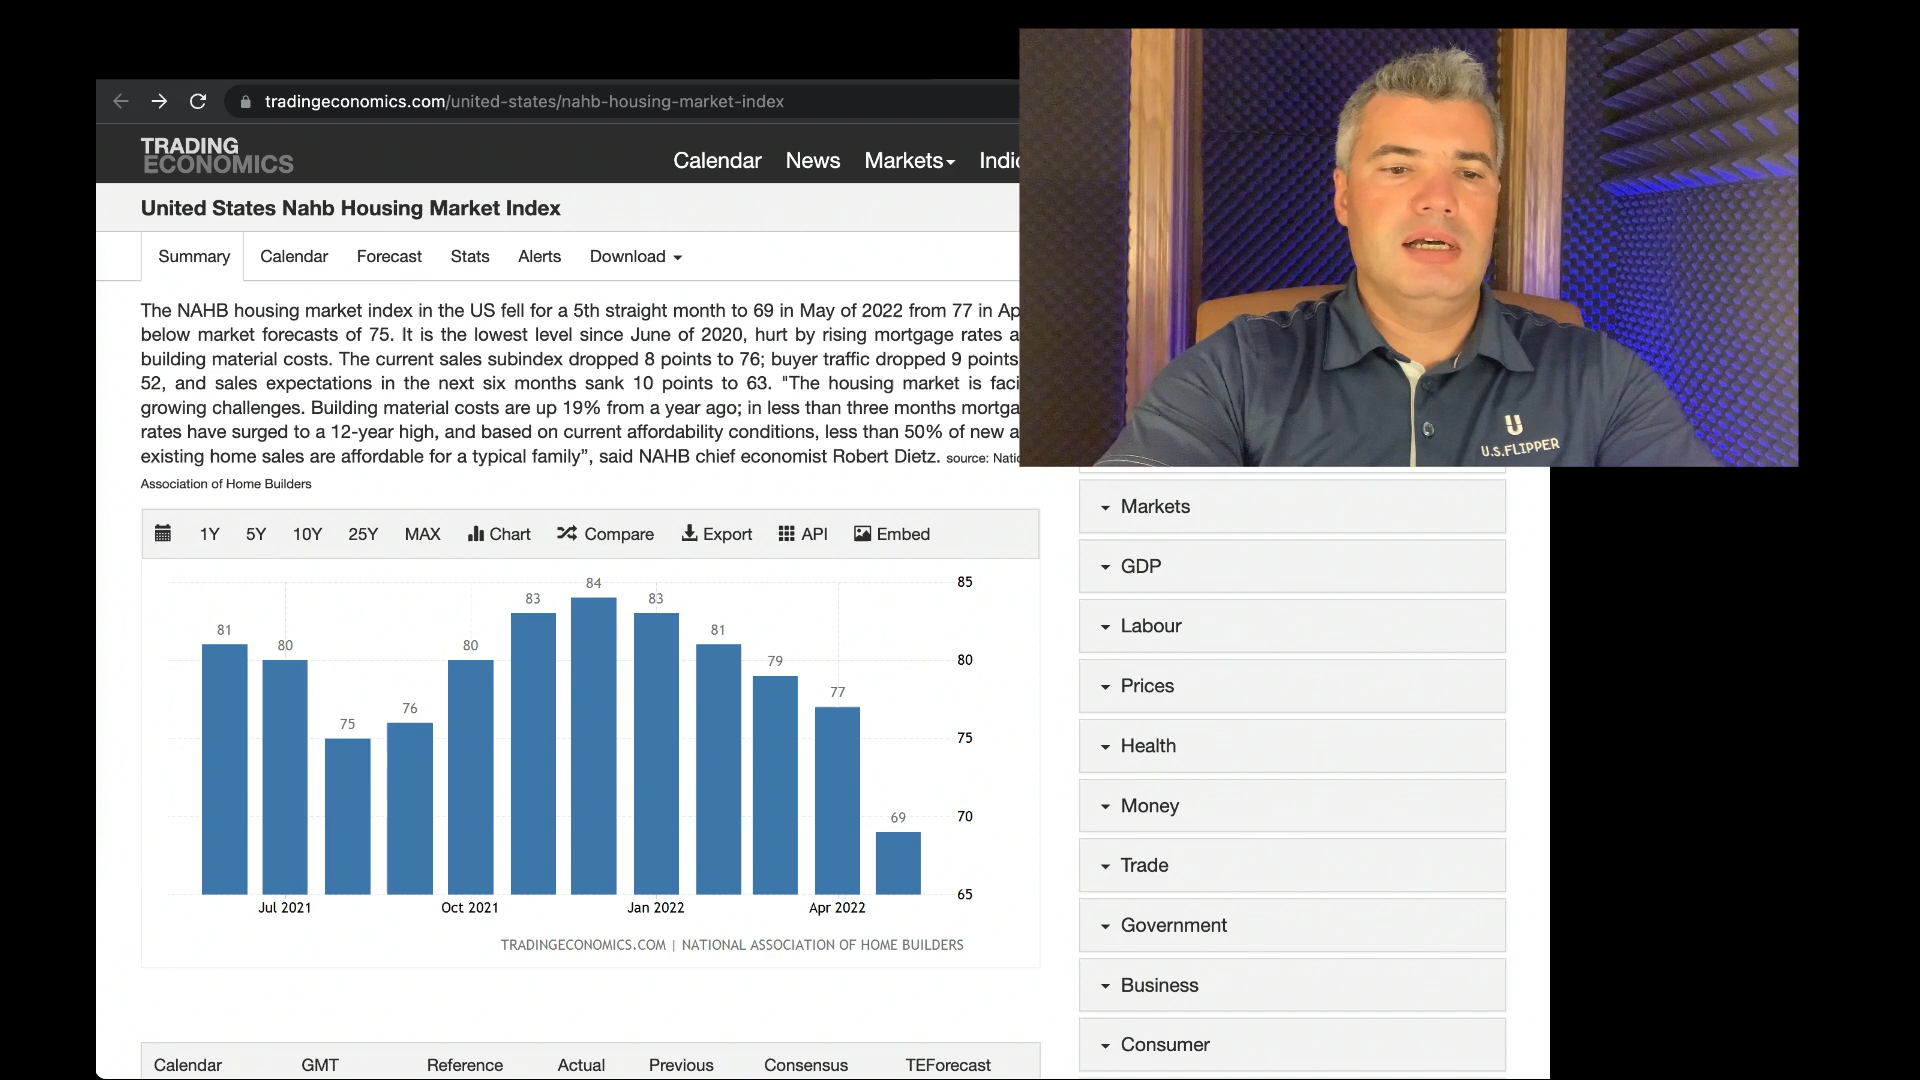 tradingeconomics.com/united-states/nahb-housing-market-index
TRADING
ECONOMICS
Calendar News Markets
United States Nahb Housing Market Index
Summary Calendar Forecast Stats Alerts Download
The NAHB housing market index in the US fell for a 5th straight month to 69 in May of 2022 from 77 in Ap
below market forecasts of 75. It is the lowest level since June of 2020, hurt by rising mortgage rates a
building material costs. The current sales subindex dropped 8 points to 76; buyer traffic dropped 9 points
52, and sales expectations in the next six months sank 10 points to 63. "The housing market is faci
growing challenges. Building material costs are up 19% from a year ago; in less than three months mortga
rates have surged to a 12-year high, and based on current affordability conditions, less than 50% of new a
existing home sales are affordable for a typical family”, said NAHB chief economist Robert Dietz. source: Natio
Association of Home Builders
U
U.S.FLIPPER
1Y 5Y 10Y 25Y MAX Chart Compare Export API Embed
81 80 75 76 80 83 84 83 81 79 77 69
85
80
75
70
65
Jul 2021 Oct 2021 Jan 2022 Apr 2022
TRADINGECONOMICS.COM | NATIONAL ASSOCIATION OF HOME BUILDERS
Markets
GDP
Labour
Prices
Health
Money
Trade
Government
Business
Consumer
Calendar GMT Reference Actual Previous Consensus TEForecast